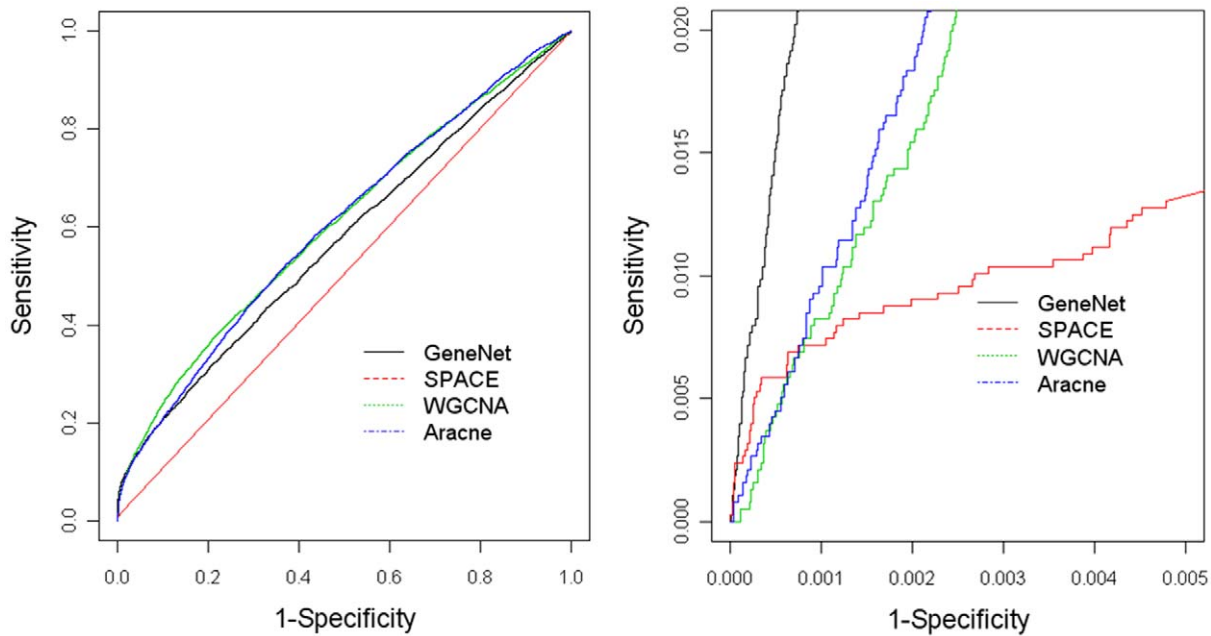 Sensitivity
1.0
0.8
0.6
0.4
0.2
0.0
GeneNet
SPACE
WGCNA
Aracne
0.0 0.2 0.4 0.6 0.8 1.0
1-Specificity
Sensitivity
0.020
0.015
0.010
0.005
0.000
GeneNet
SPACE
WGCNA
Aracne
0.000 0.001 0.002 0.003 0.004 0.005
1-Specificity